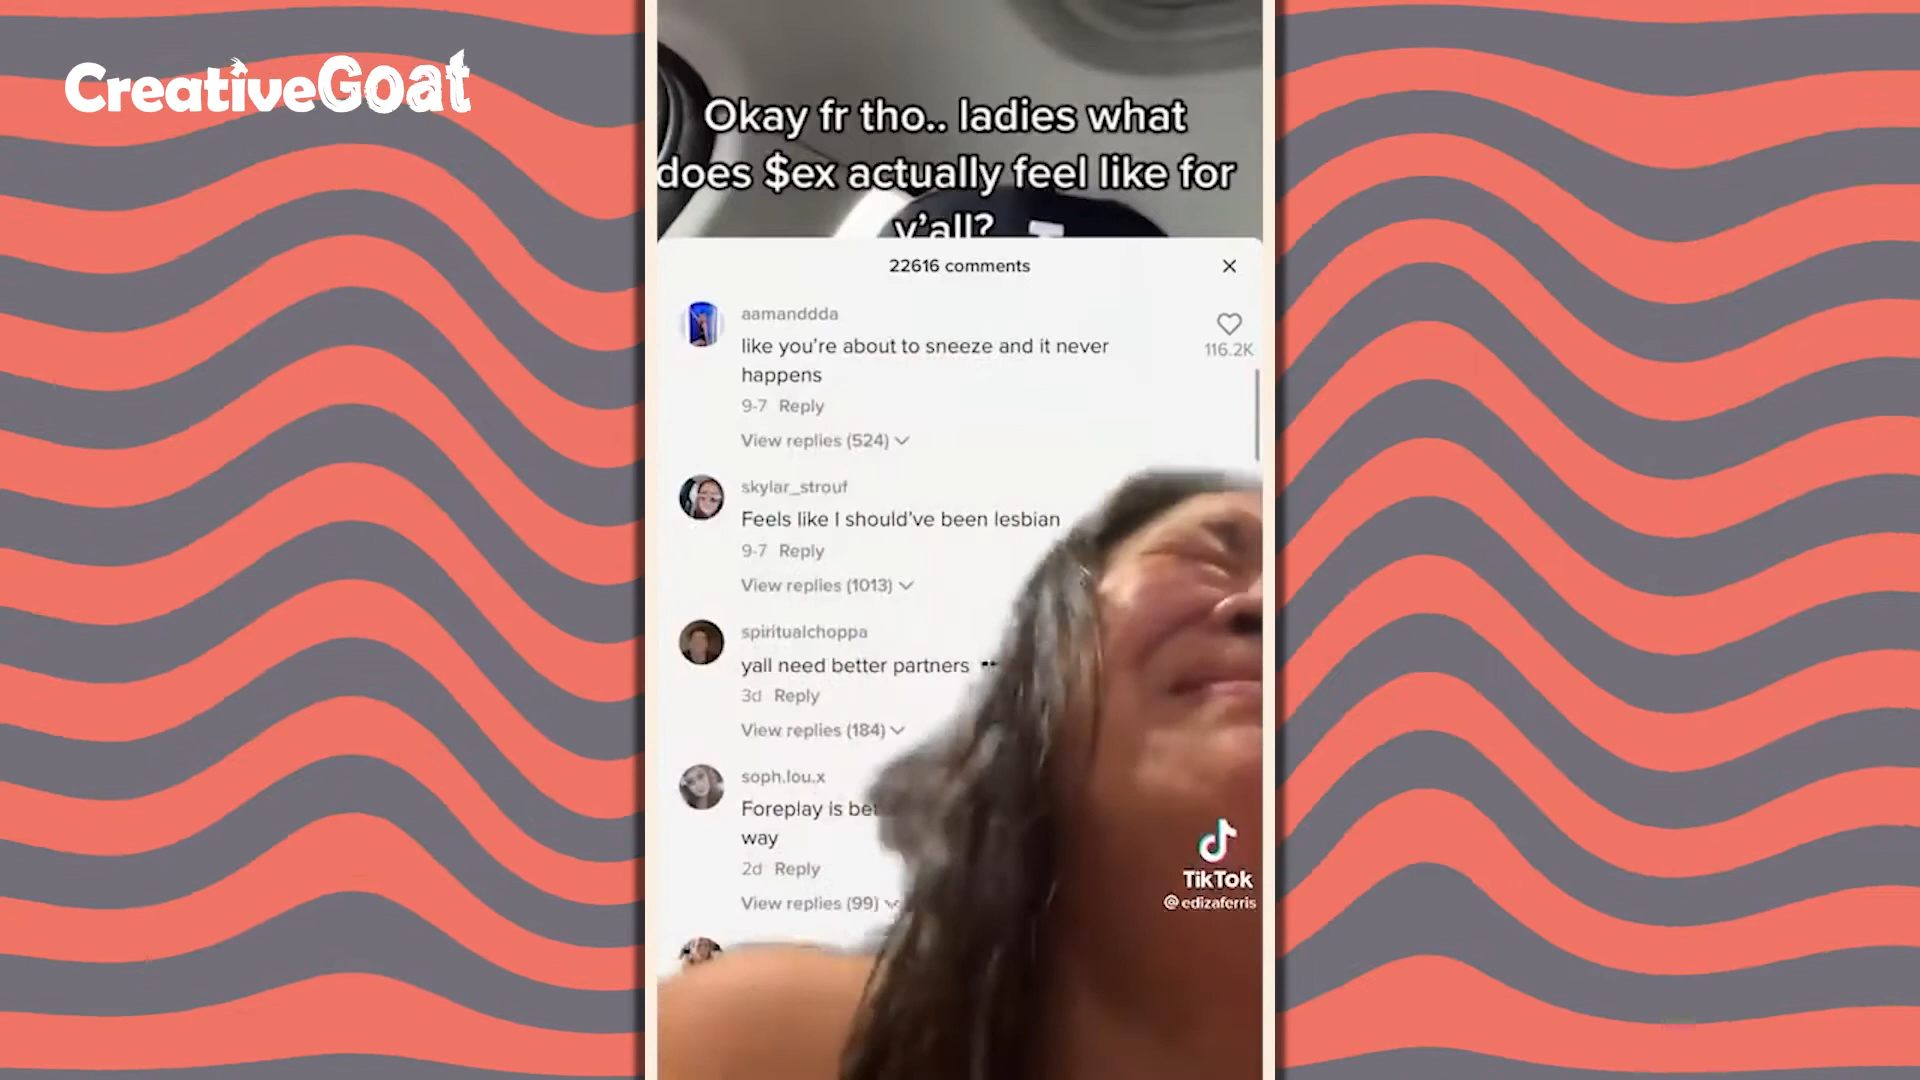 CreativeGoat
Okay fr tho.. ladies what
does $ex actually feel like for
y'all?
22616 comments
aamanddda
like you're about to sneeze and it never
happens
116.2K
9-7 Reply
View replies (524)
skylar_strouf
Feels like I should've been lesbian
9-7 Reply
View replies (1013)
spiritualchoppa
yall need better partners
3d Reply
View replies (184)
soph.lou.x
Foreplay is
way
2d Reply
View replies (99)
TikTok
@edizaferris